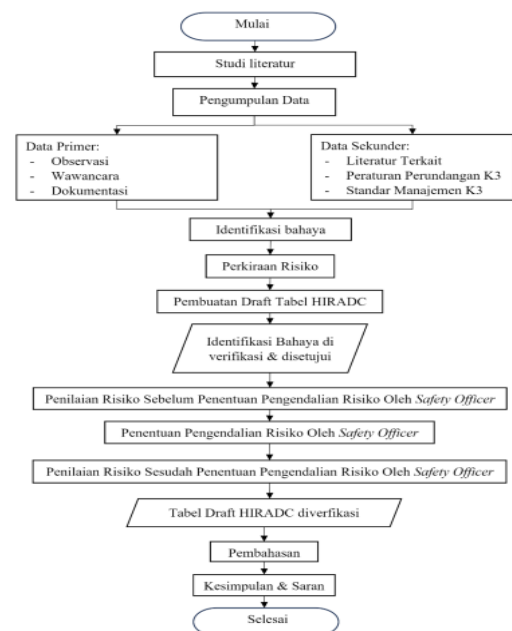 Mulai
Studi literatur
Pengumpulan Data
Data Primer:
- Observasi
- Wawancara
- Dokumentasi
Data Sekunder:
- Literatur Terkait
- Peraturan Perundangan K3
- Standar Manajemen K3
Identifikasi bahaya
Perkiraan Risiko
Pembuatan Draft Tabel HIRADC
Identifikasi Bahaya di
verifikasi & disetujui
Penilaian Risiko Sebelum Penentuan Pengendalian Risiko Oleh Safety Officer
Penentuan Pengendalian Risiko Oleh Safety Officer
Penilaian Risiko Sesudah Penentuan Pengendalian Risiko Oleh Safety Officer
Tabel Draft HIRADC diverfikasi
Pembahasan
Kesimpulan & Saran
Selesai